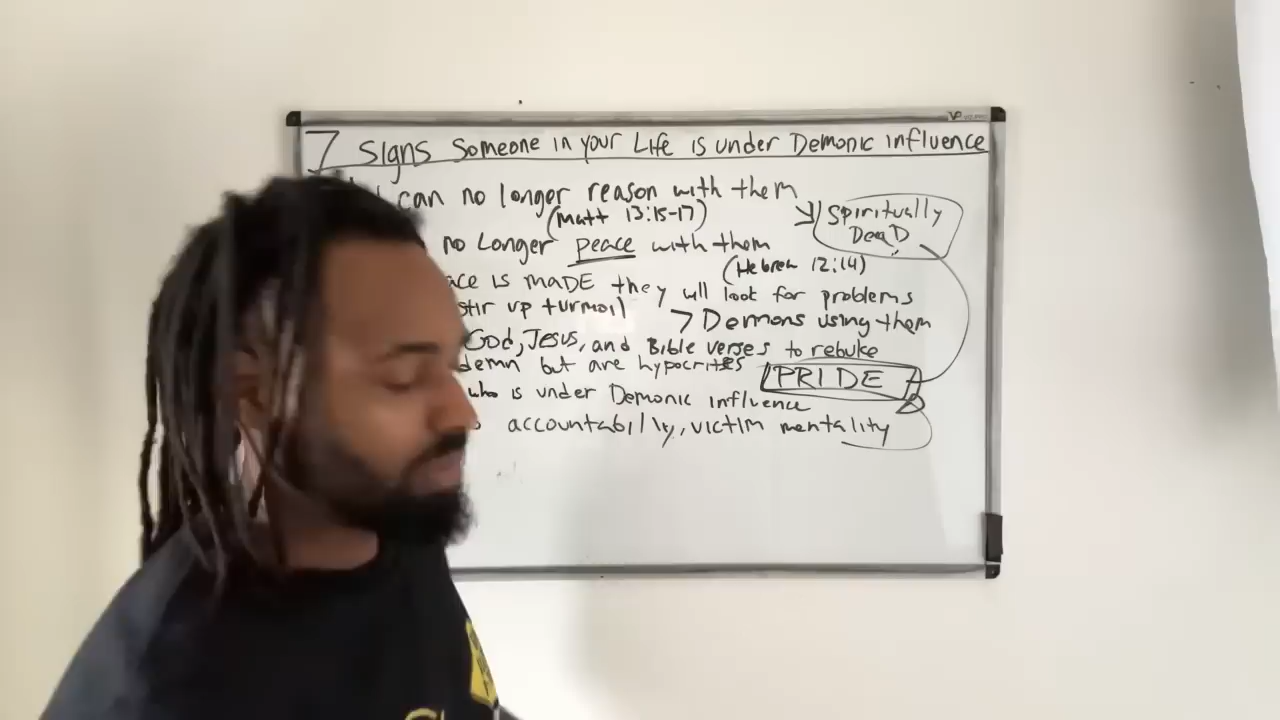 7 Signs Someone in your Life is under Demonic influence
can no longer reason with them
(Matt 13:15-17)
Spiritually
Dead
no Longer peace with them
(Hebrew 12:14)
ace is made they will look for problems
stir up turmoil
> Demons using them
God, Jesus, and Bible verses to rebuke
demn but are hypocrites
PRIDE
who is under Demonic influence
accountability, victim mentality